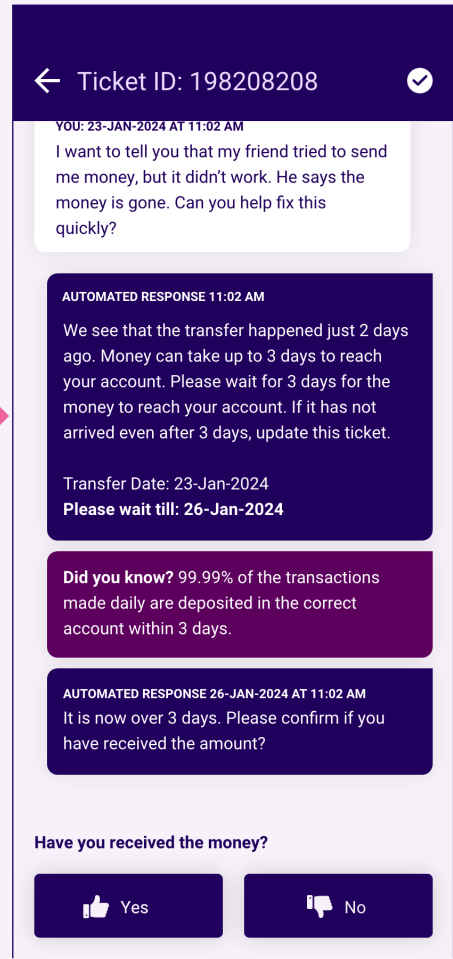 Ticket ID: 198208208
YOU: 23-JAN-2024 AT 11:02 AM
I want to tell you that my friend tried to send
me money, but it didn’t work. He says the
money is gone. Can you help fix this
quickly?
AUTOMATED RESPONSE 11:02 AM
We see that the transfer happened just 2 days
ago. Money can take up to 3 days to reach
your account. Please wait for 3 days for the
money to reach your account. If it has not
arrived even after 3 days, update this ticket.
Transfer Date: 23-Jan-2024
Please wait till: 26-Jan-2024
Did you know? 99.99% of the transactions
made daily are deposited in the correct
account within 3 days.
AUTOMATED RESPONSE 26-JAN-2024 AT 11:02 AM
It is now over 3 days. Please confirm if you
have received the amount?
Have you received the money?
Yes
No